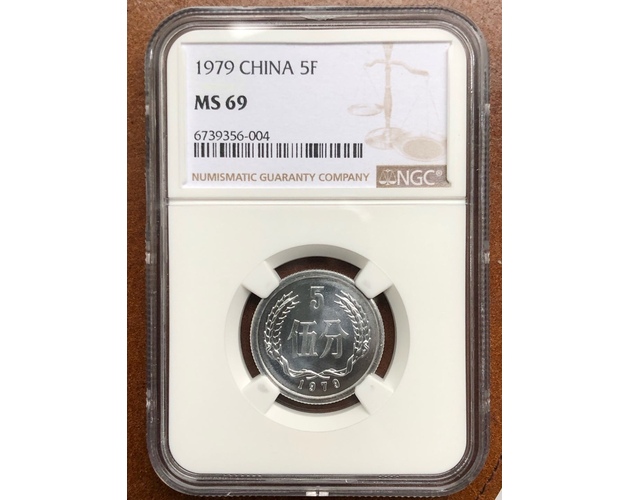 1979 CHINA 5F
MS 69
6739356-004
NUMISMATIC GUARANTY COMPANY
NGC®
5
伍分
1979